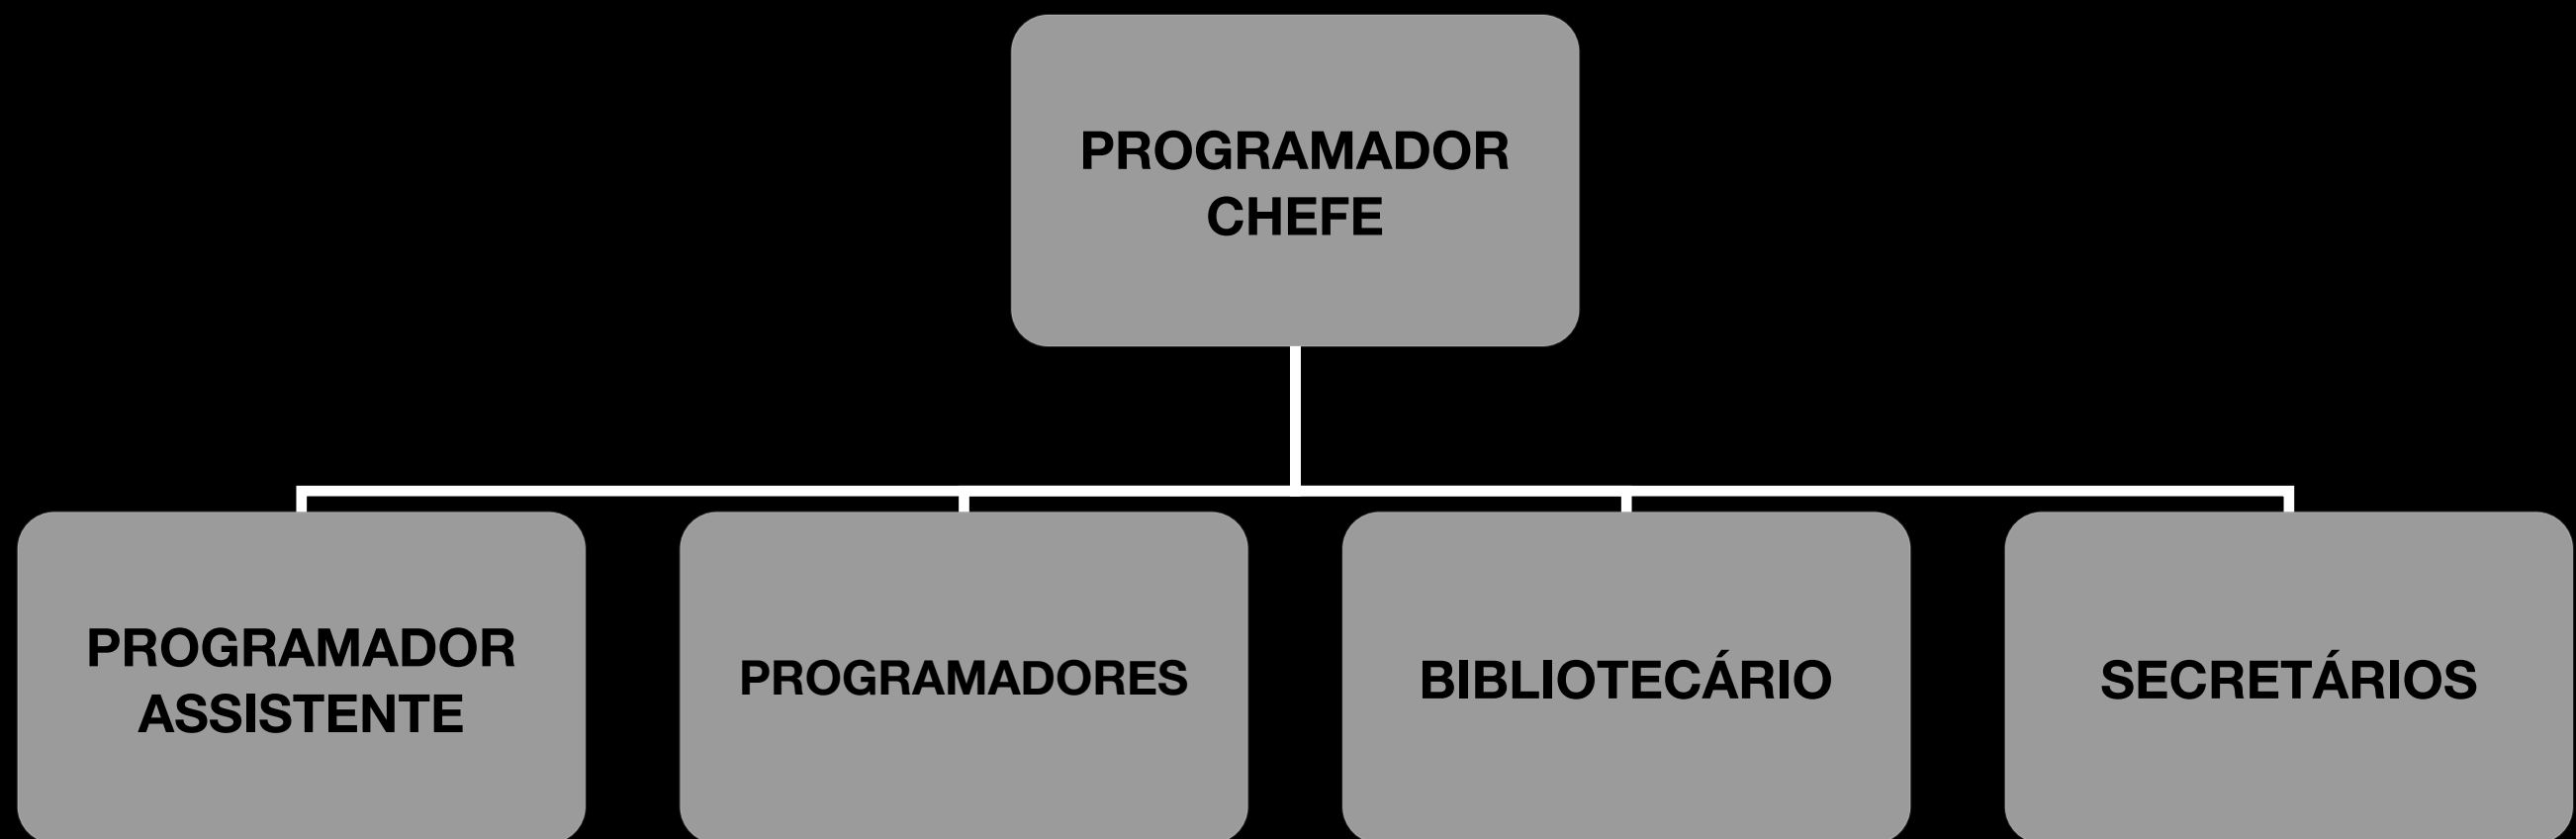 PROGRAMADOR
CHEFE
PROGRAMADOR
ASSISTENTE
PROGRAMADORES
BIBLIOTECÁRIO
SECRETÁRIOS